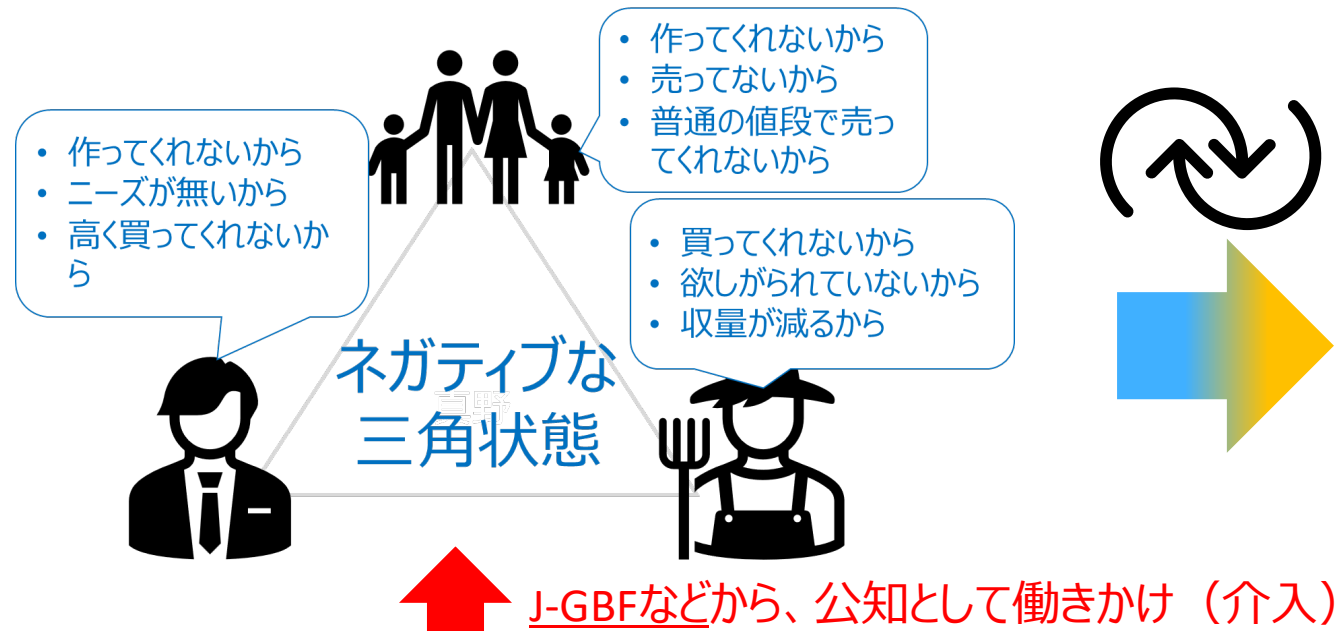 • 作ってくれないから
• 売ってないから
• 普通の値段で売っ
てくれないから
• 作ってくれないから
• ニーズが無いから
• 高く買ってくれないか
ら
• 買ってくれないから
• 欲しがられていないから
• 収量が減るから
ネガティブな
真野
三角状態
J-GBFなどから、公知として働きかけ（介入）